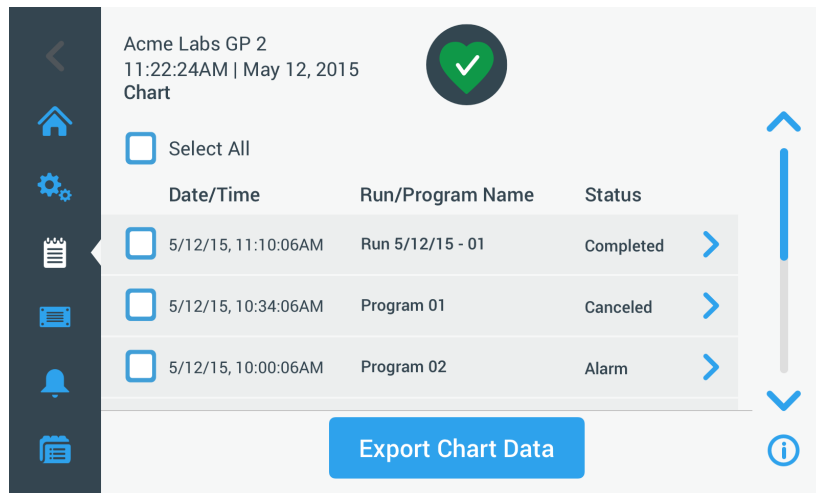 Acme Labs GP 2
11:22:24AM | May 12, 2015
Chart
Select All
Date/Time Run/Program Name Status
5/12/15, 11:10:06AM Run 5/12/15 - 01 Completed
5/12/15, 10:34:06AM Program 01 Canceled
5/12/15, 10:00:06AM Program 02 Alarm
Export Chart Data